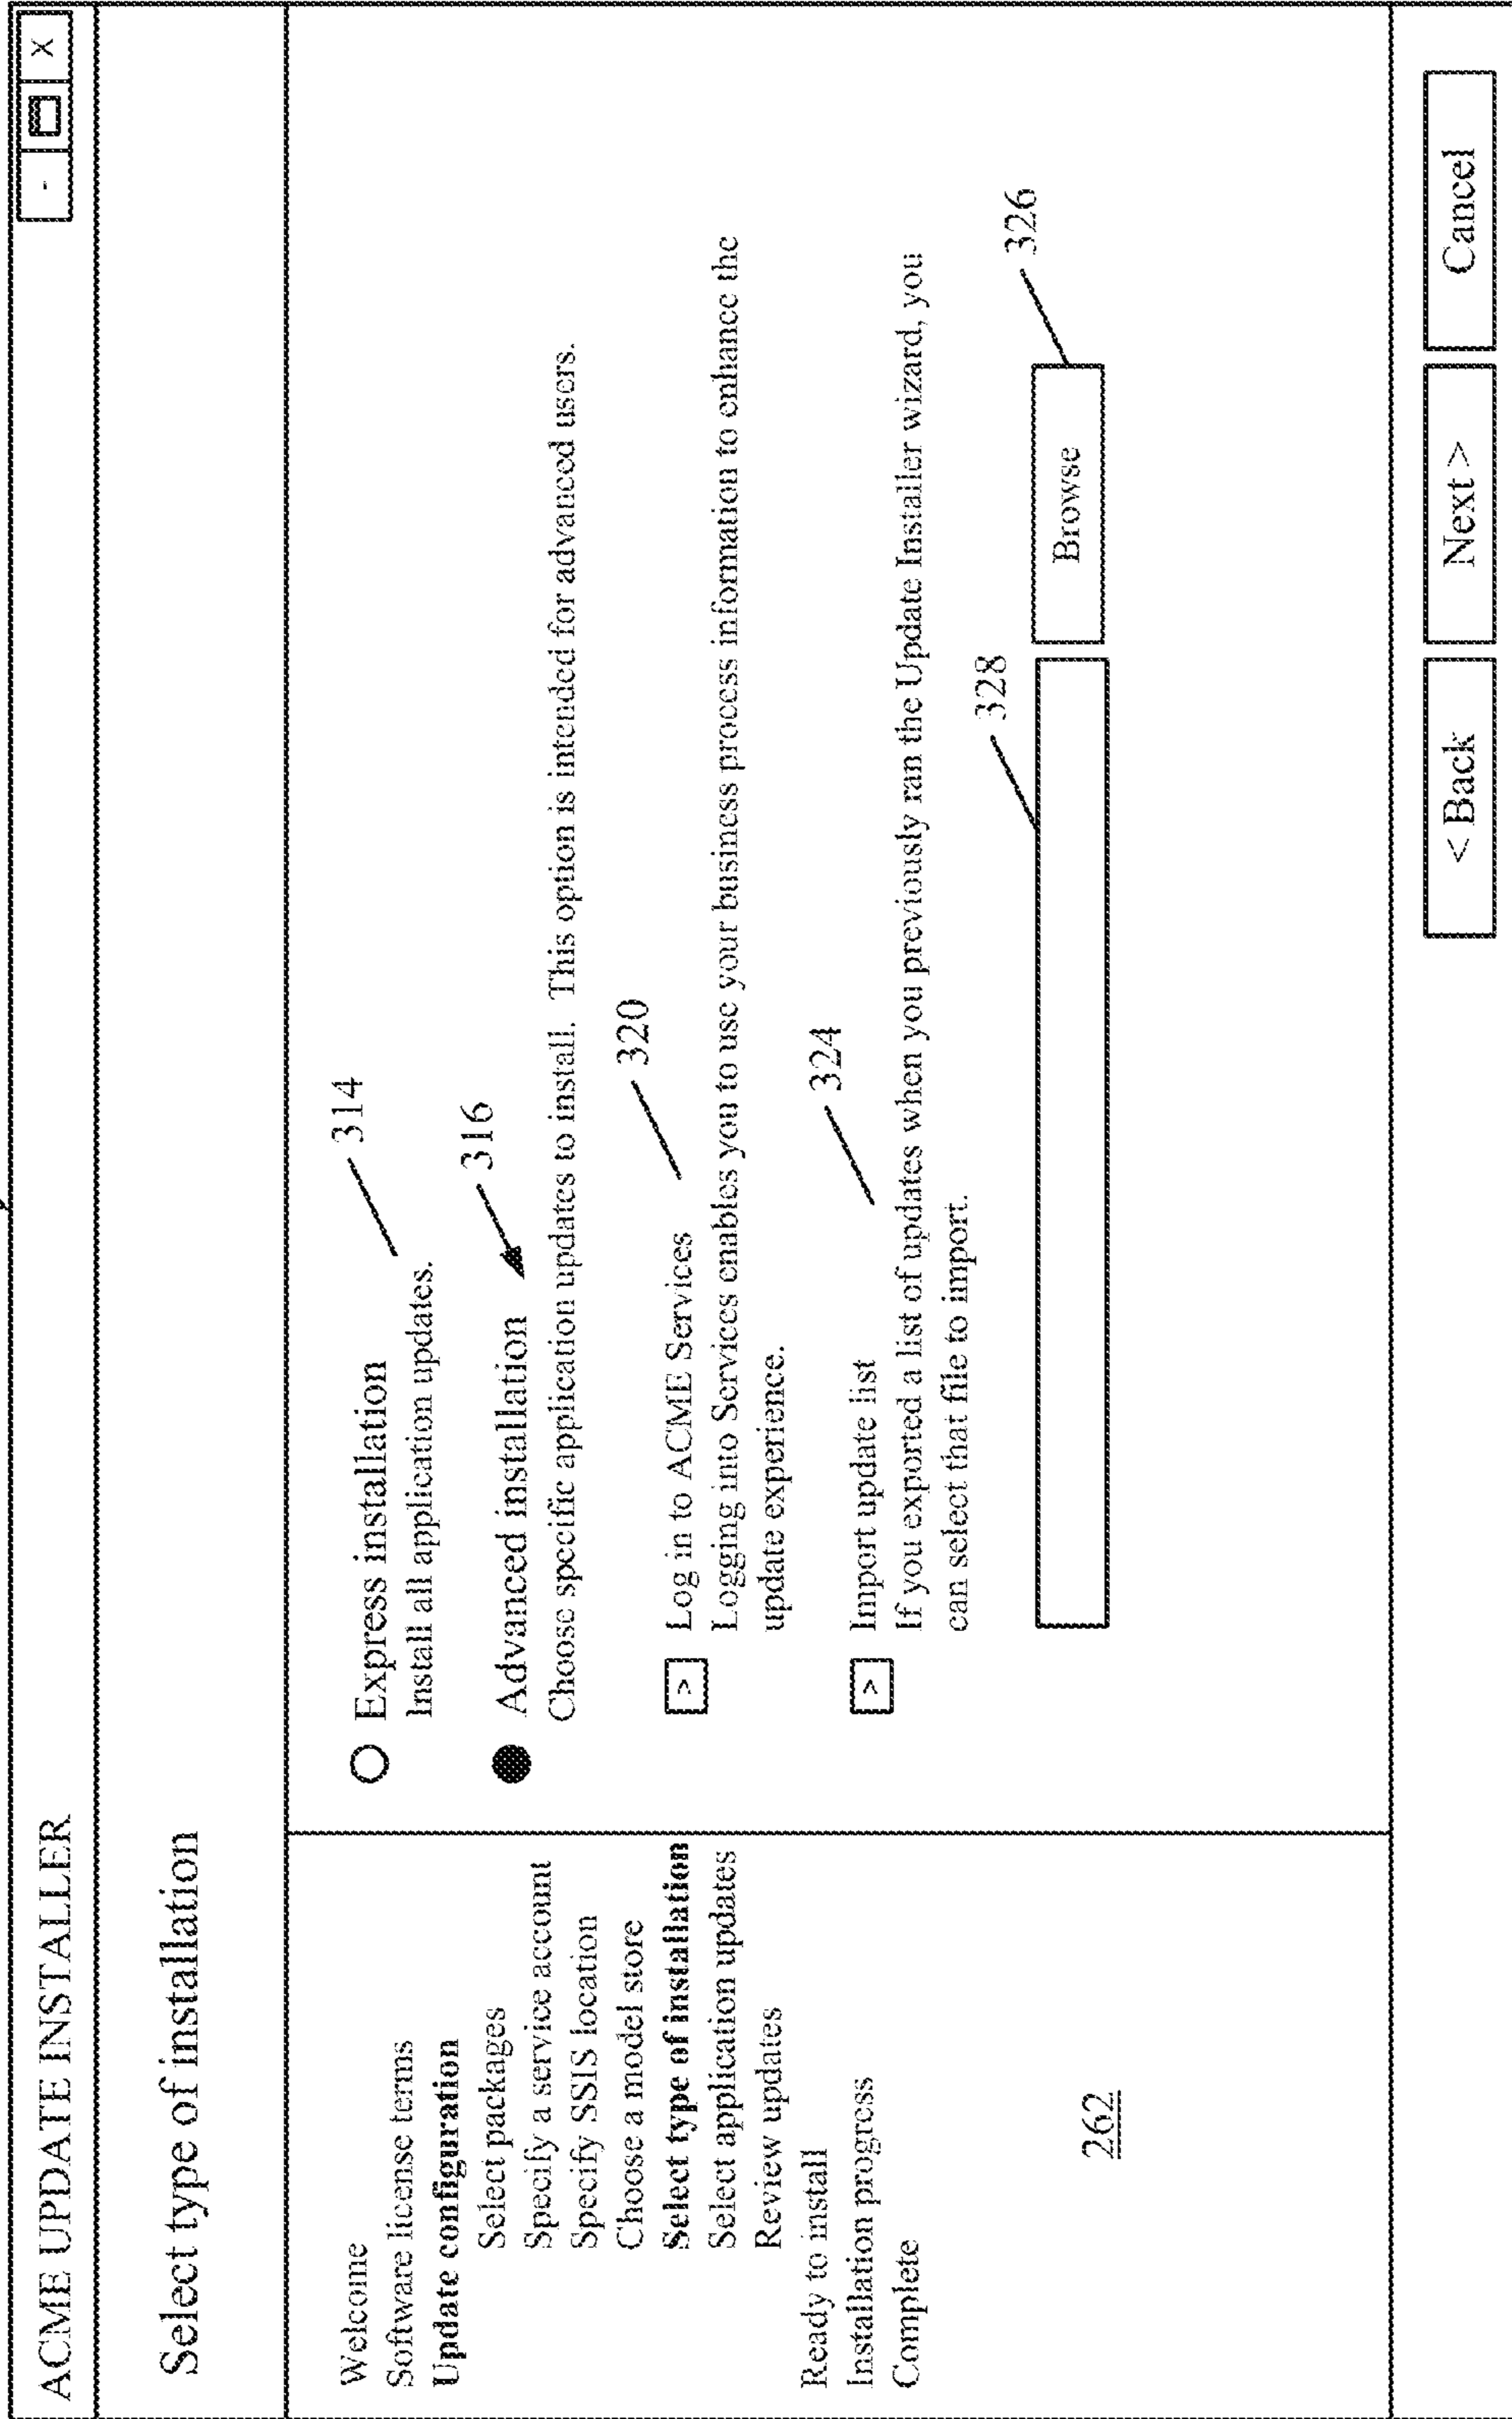 ACME UPDATE INSTALLER
- X
Select type of installation
Welcome
Software license terms
Update configuration
Select packages
Specify a service account
Specify SSIS location
Choose a model store
Select type of installation
Select application updates
Review updates
Ready to install
Installation progress
Complete
262
Express installation
314
Install all application updates.
Advanced installation
316
Choose specific application updates to install. This option is intended for advanced users.
320
> Log in to ACME Services
Logging into Services enables you to use your business process information to enhance the
update experience.
324
> Import update list
If you exported a list of updates when you previously ran the Update Installer wizard, you
can select that file to import.
328
326
Browse
< Back
Next >
Cancel